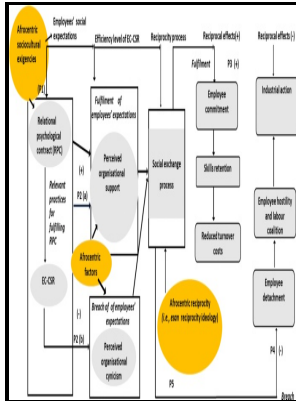 Employees' social
expectations
Efficiency level of EC-CSR
Reciprocity process
Reciprocal effects(+)
Reciprocal effects(-)
Afrocentric
sociocultural
exigencies
(P1)
Relational
psychological
contract (RPC)
Relevant
practices
for
fulfilling
RPC
EC-CSR
Fulfilment of
employees' expectations
(+)
P2 (a)
Perceived
organisational
support
Afrocentric
factors
Breach of of employees'
expectations
(-)
P2 (b)
Perceived
organisational
cynicism
Social exchange
process
Afrocentric reciprocity
(i.e., esan reciprocity ideology)
P5
Fulfilment
P3 (+)
Employee
commitment
Skills retention
Reduced turnover
costs
Industrial action
Employee hostility
and labour
coalition
Employee
detachment
P4 (-)
Breach